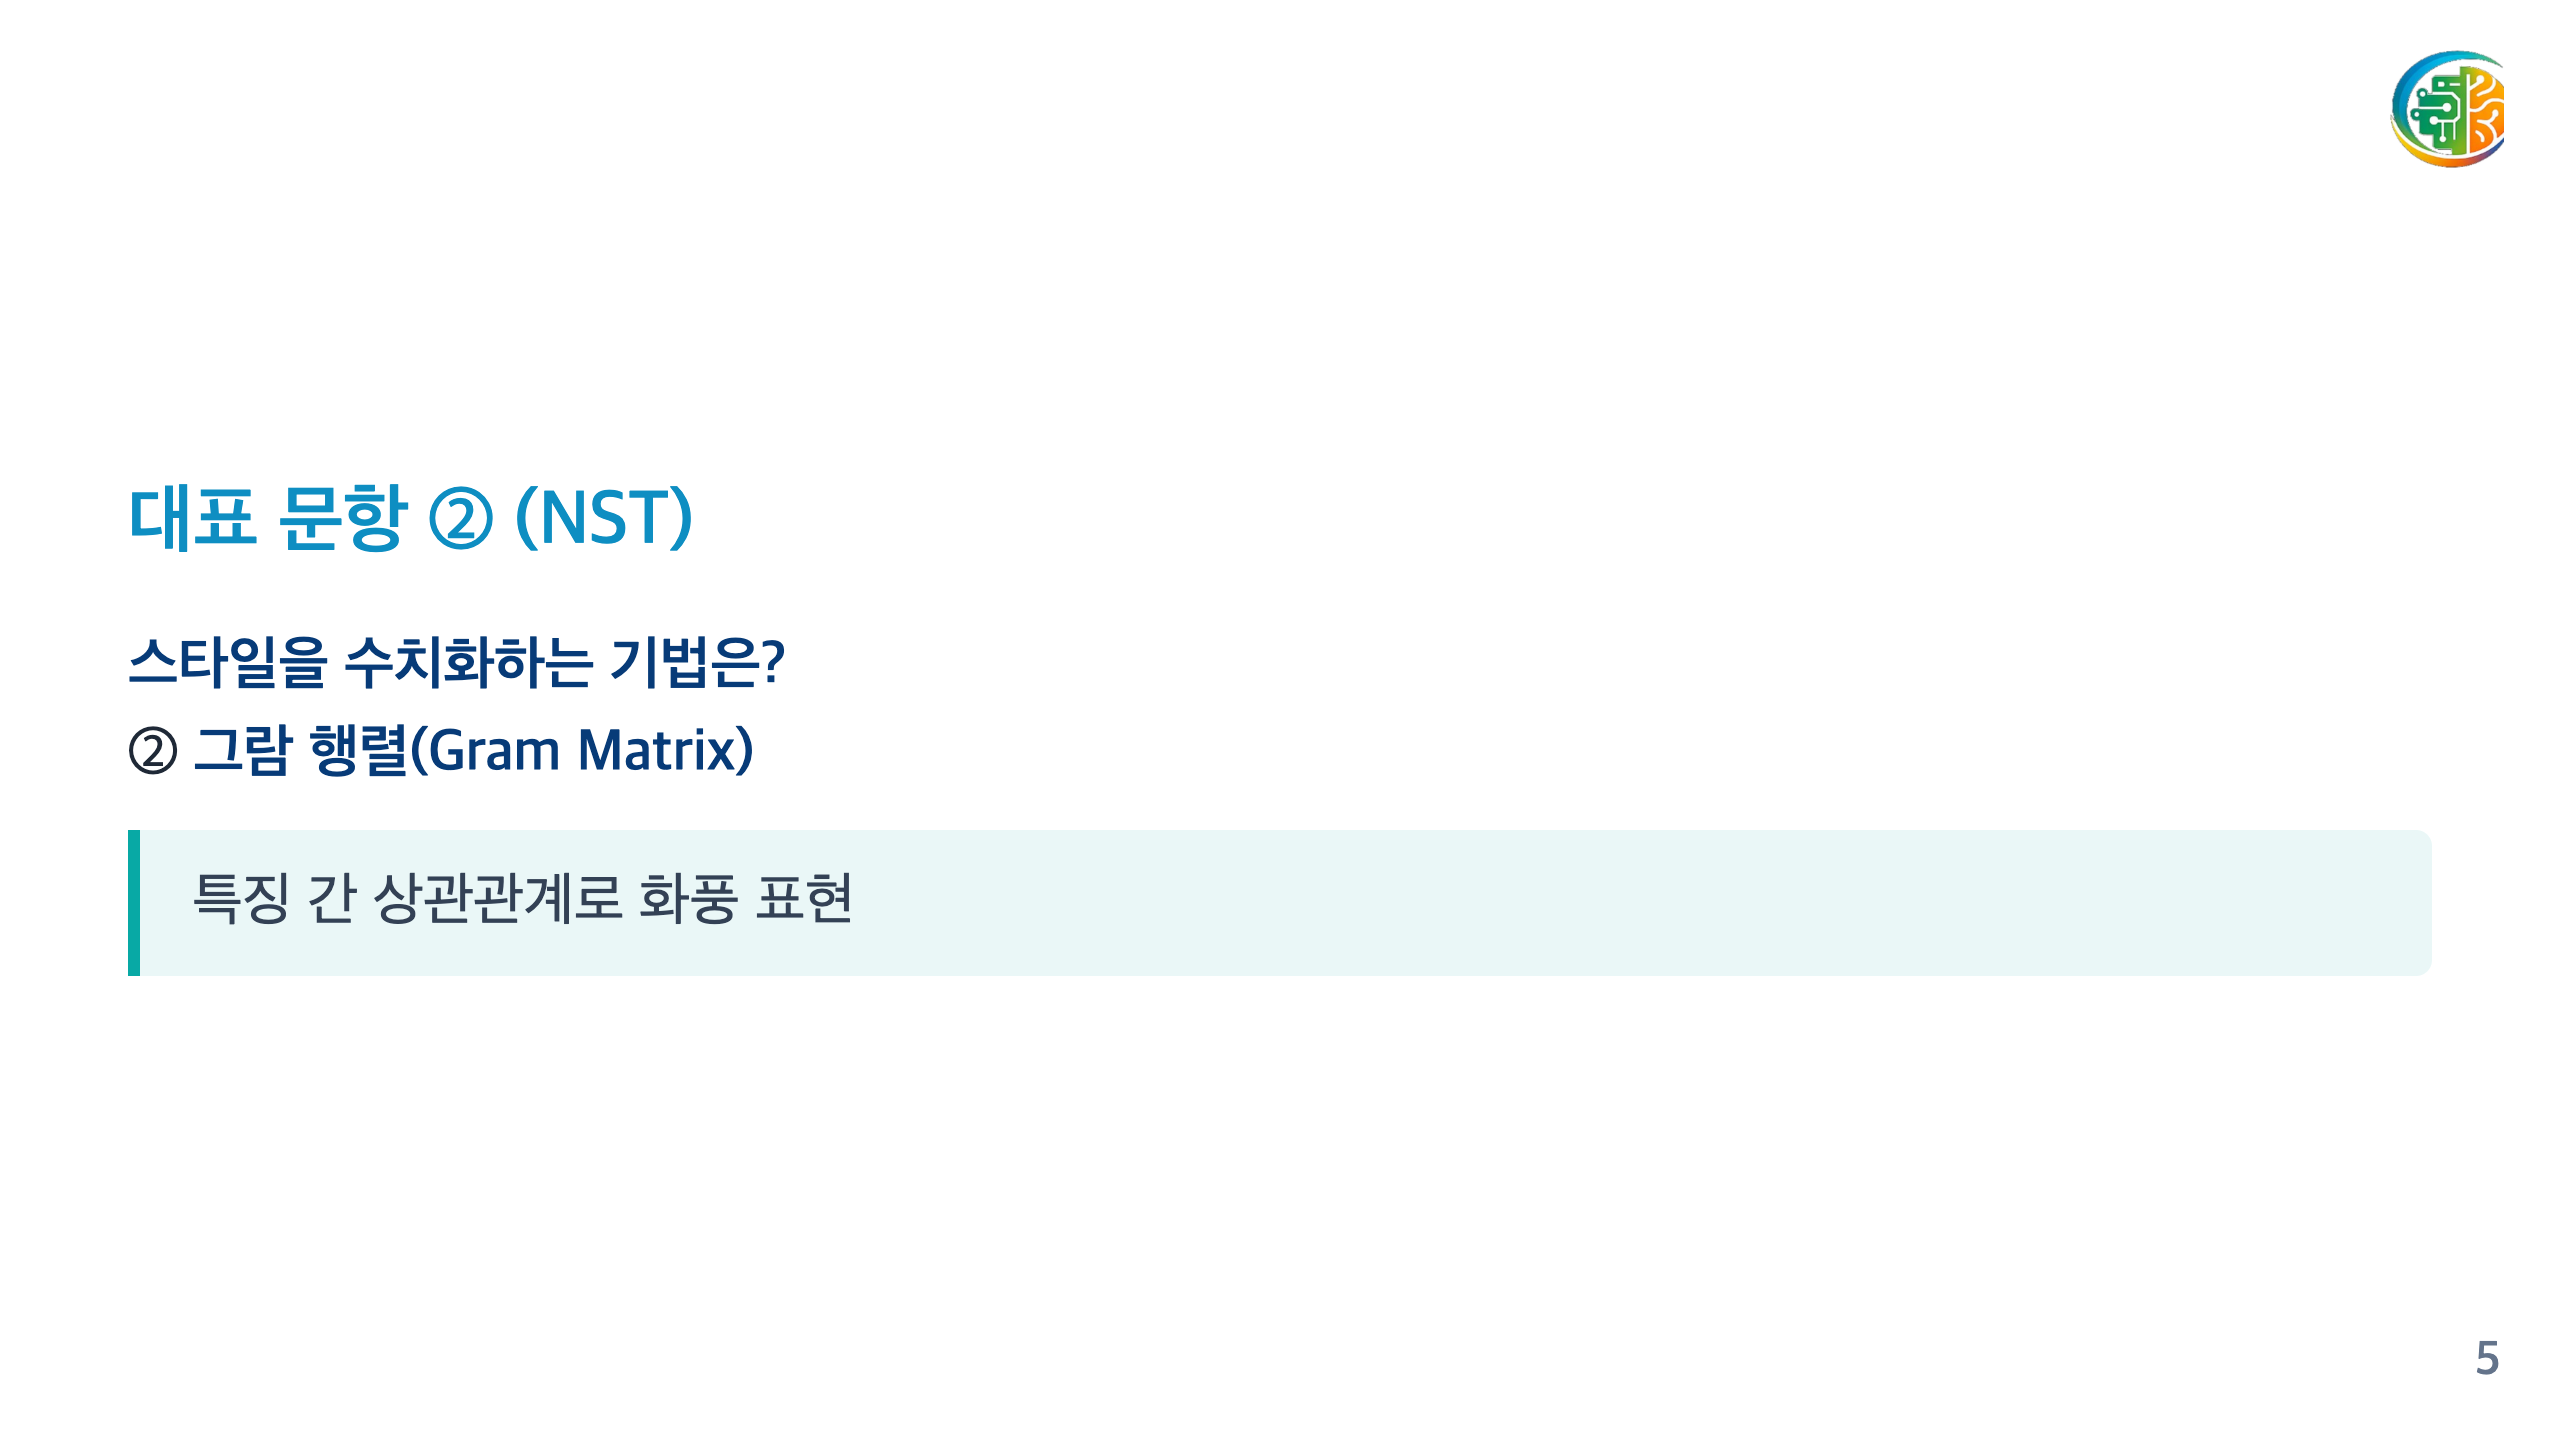 대표 문항 ② (NST)
스타일을 수치화하는 기법은?
② 그람 행렬(Gram Matrix)
특징 간 상관관계로 화풍 표현
5